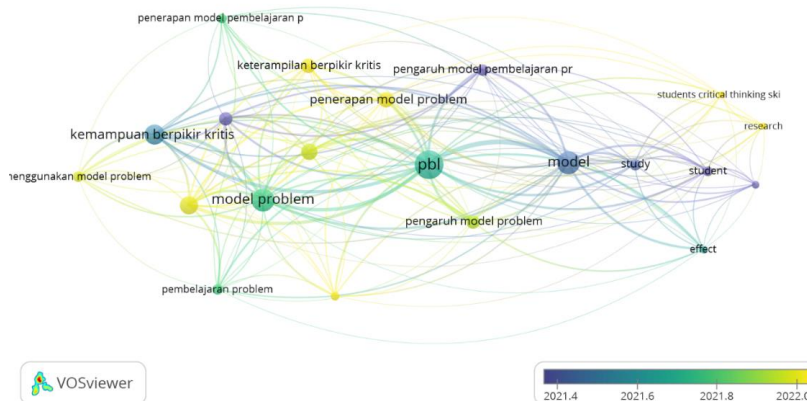 penerapan model pembelajaran p
keterampilan berpikir kritis
pengaruh model pembelajaran pr
students critical thinking ski
penerapan model problem
research
kemampuan berpikir kritis
pbl
model
study
student
menggunakan model problem
model problem
pengaruh model problem
effect
pembelajaran problem
VOSviewer
2021.4 2021.6 2021.8 2022.0